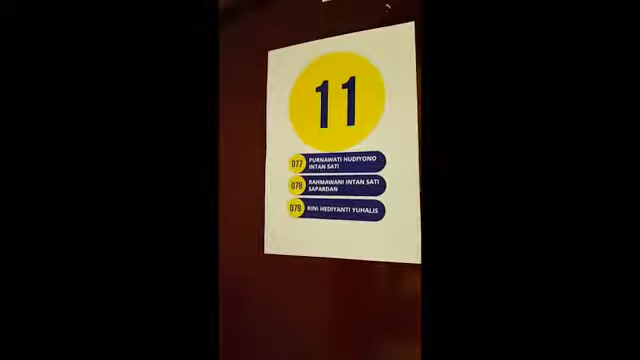 11
077
PURNAWATI HUDIYONO
INTAN SATI
078
RAHMAWANI INTAN SATI
SAPARDAN
079
RINI HEDIYANTI YUHALIS